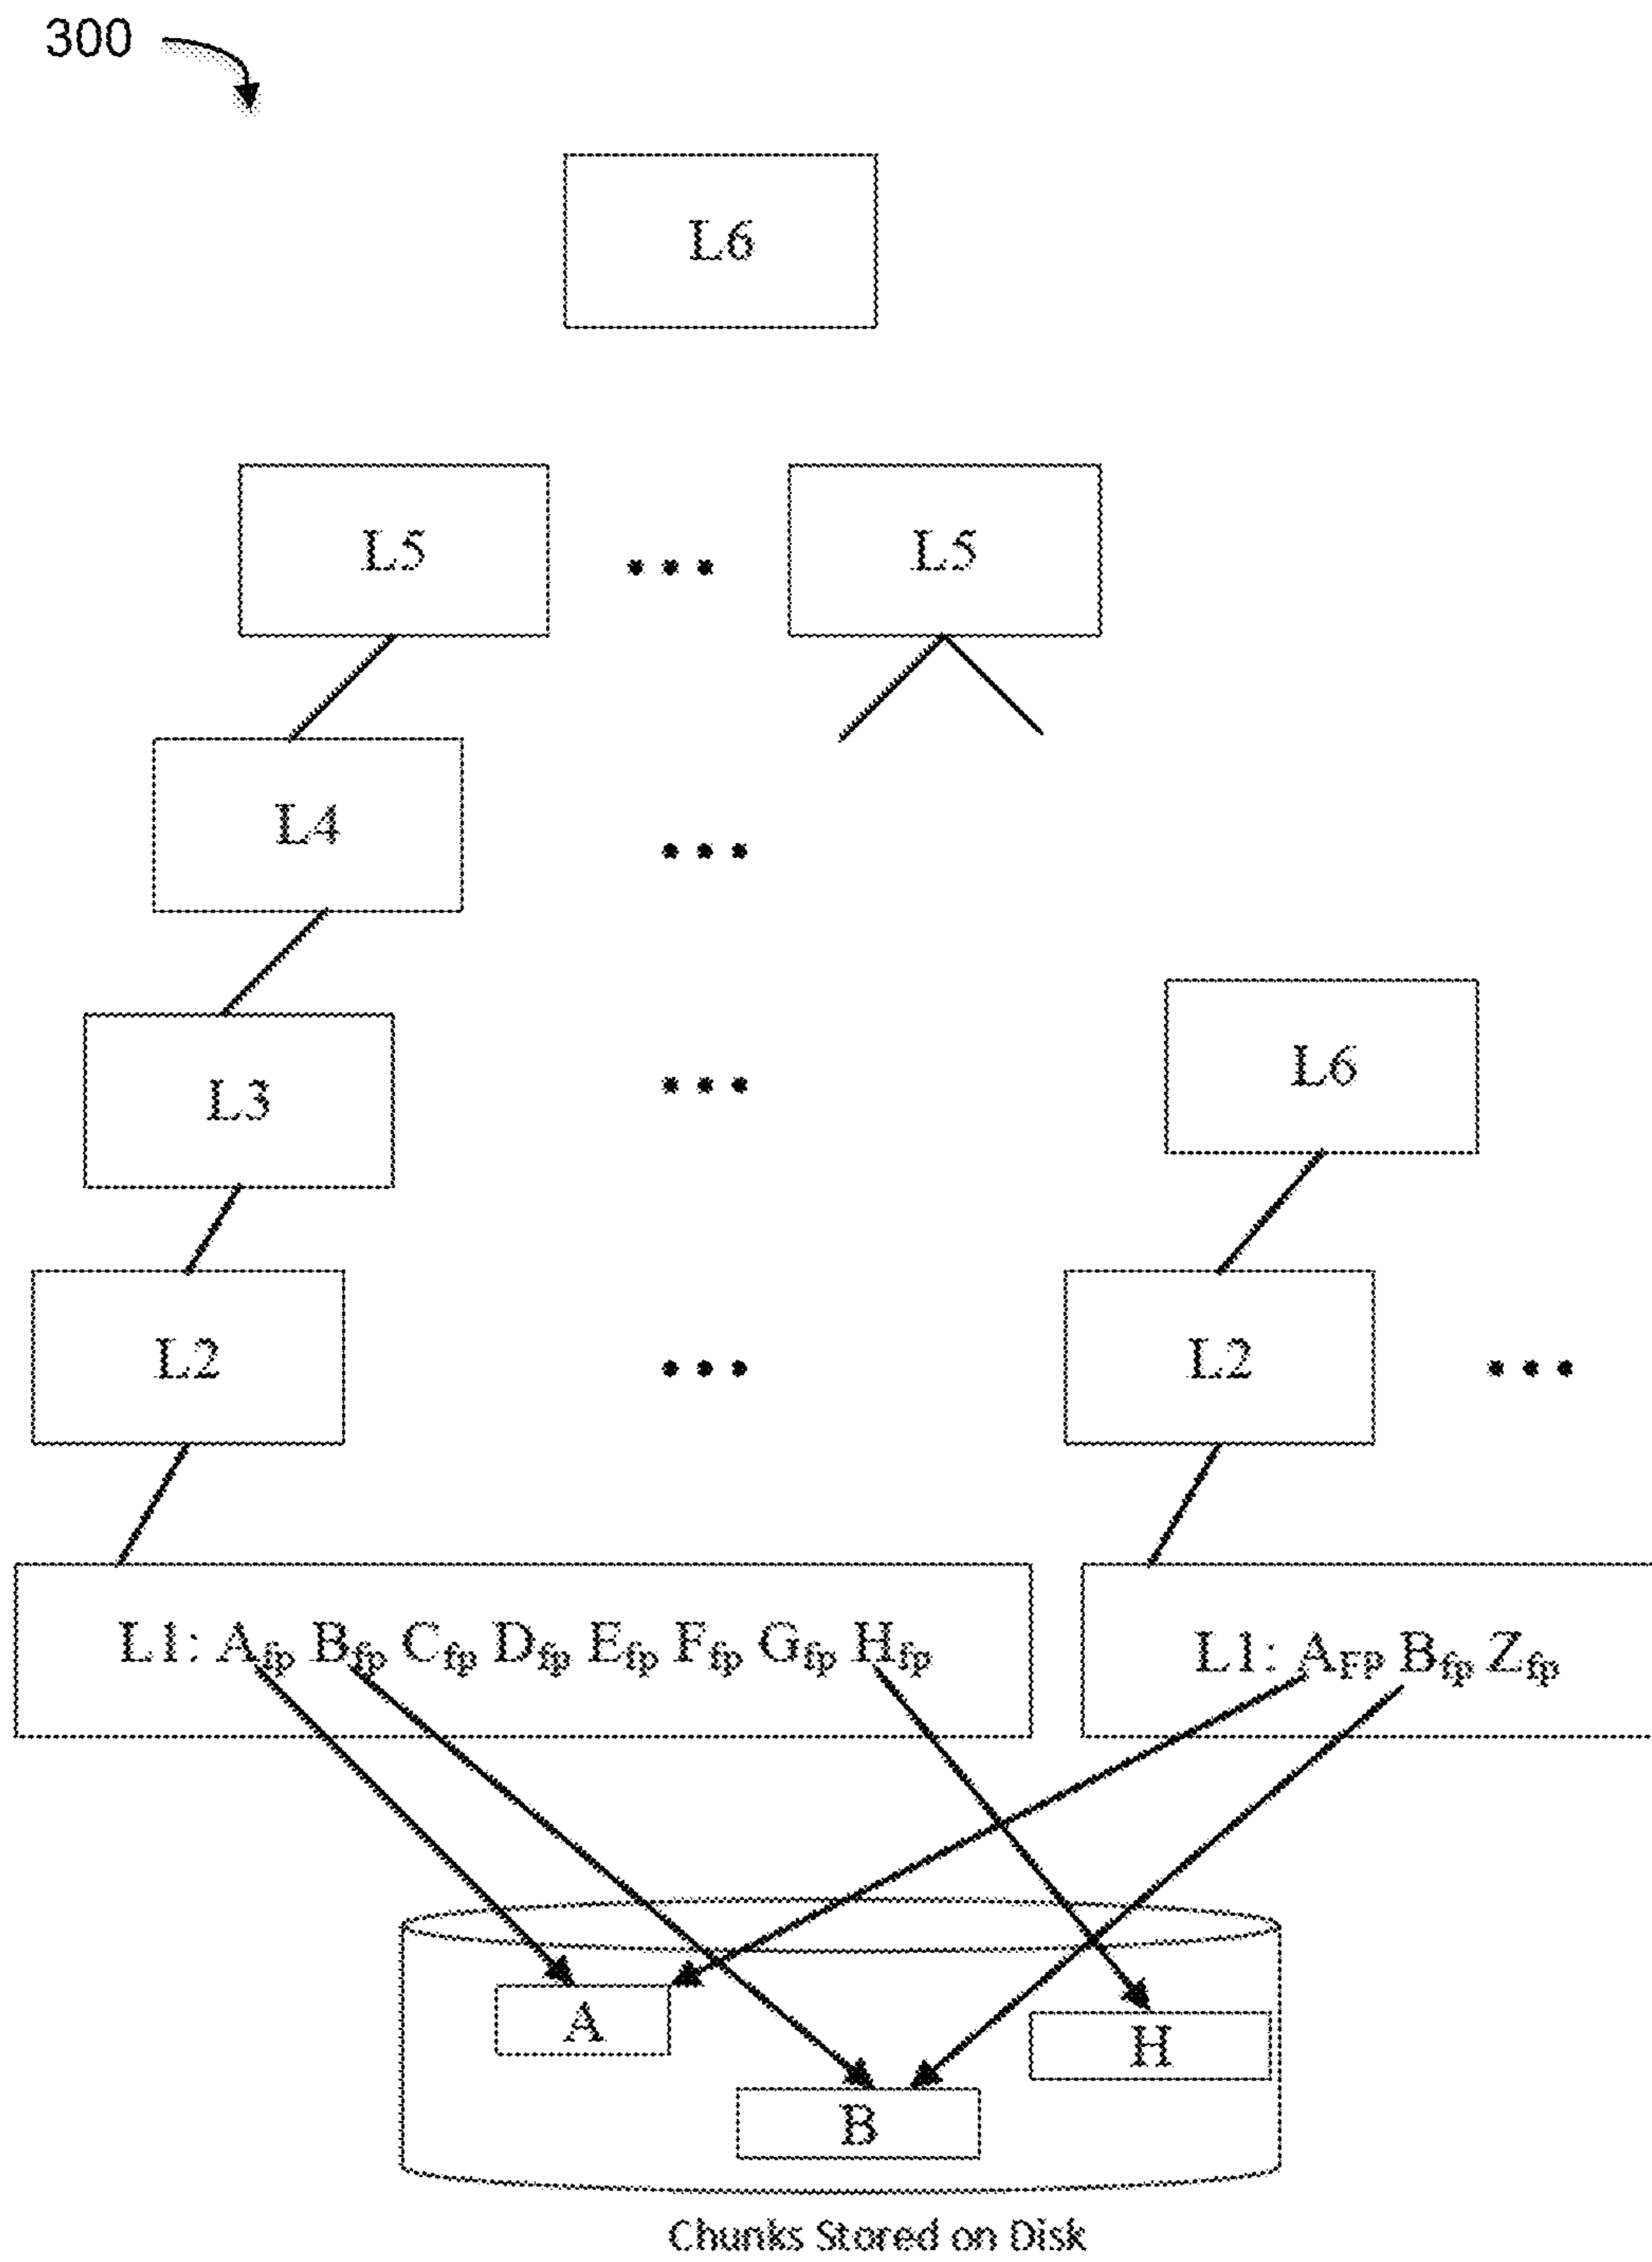 300
L6
L5 ... L5
L4 ...
L3 ...
L6
L2 ... L2 ...
L1: Afp Bfp Cfp Dfp Efp Ffp Gfp Hfp
L1: AFP Bfp Zfp
A
H
B
Chunks Stored on Disk